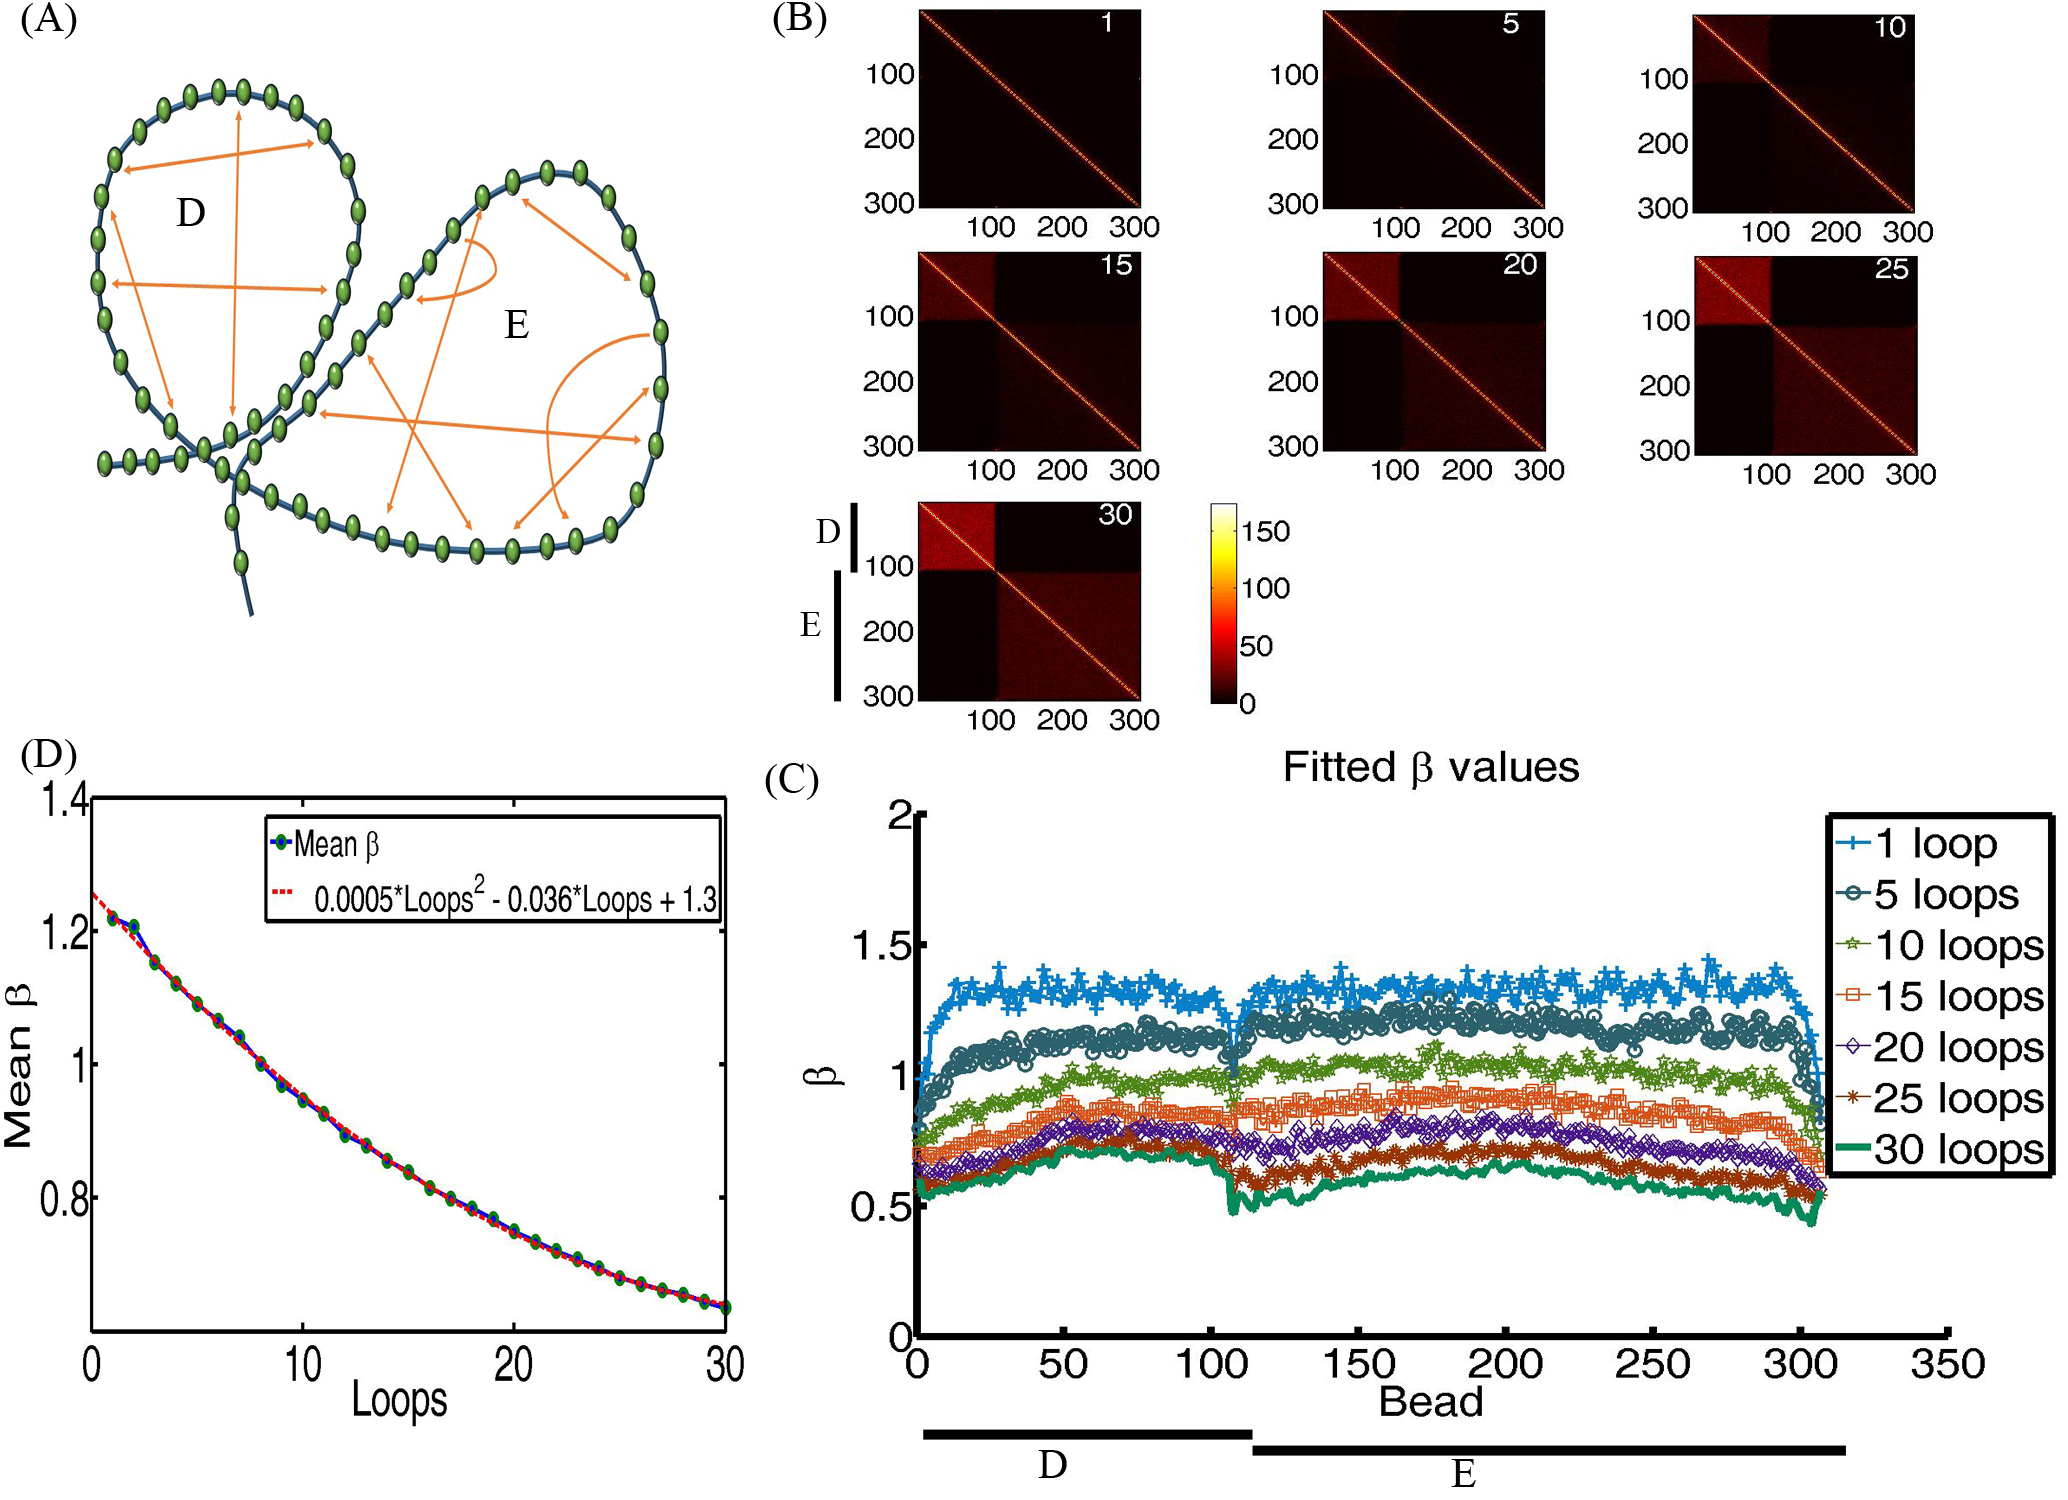 (A)
D
E
(B)
1
100
200
300
100 200 300
5
100
200
300
100 200 300
10
100
200
300
100 200 300
15
100
200
300
100 200 300
20
100
200
300
100 200 300
25
100
200
300
100 200 300
30
D
E
100
200
300
100 200 300
150
100
50
0
(D)
1.4
1.2
1
0.8
Mean β
Mean β
0.0005*Loops² - 0.036*Loops + 1.3
0 10 20 30
Loops
(C)
Fitted β values
β
2
1.5
1
0.5
0
1 loop
5 loops
10 loops
15 loops
20 loops
25 loops
30 loops
0 50 100 150 200 250 300 350
Bead
D
E